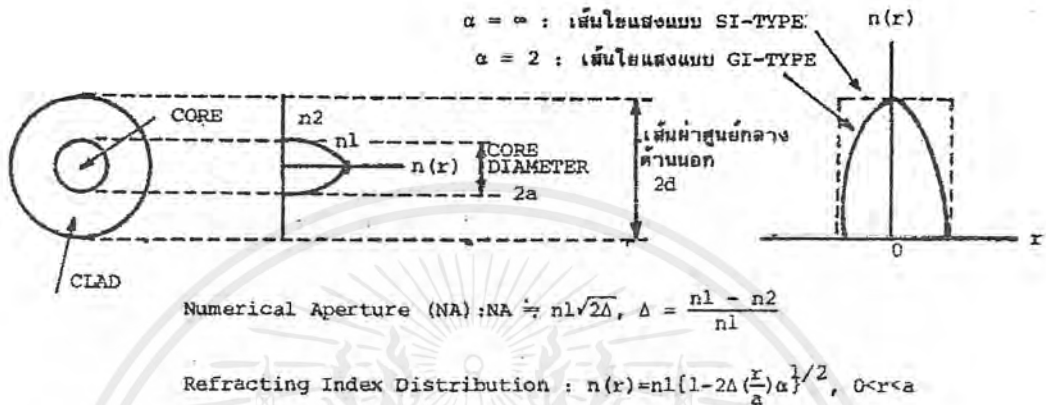 α = ∞ : เส้นใยแสงแบบ SI-TYPE
α = 2 : เส้นใยแสงแบบ GI-TYPE
n(r)
CORE
n2
n1
n(r)
CORE
DIAMETER
2a
เส้นผ่าศูนย์กลาง
ด้านนอก
2d
0
r
CLAD
Numerical Aperture (NA) :NA ≒ n1√2Δ, Δ = n1 - n2 / n1
Refracting Index Distribution : n(r)=n1{1-2Δ(r/a)α}1/2, 0<r<a